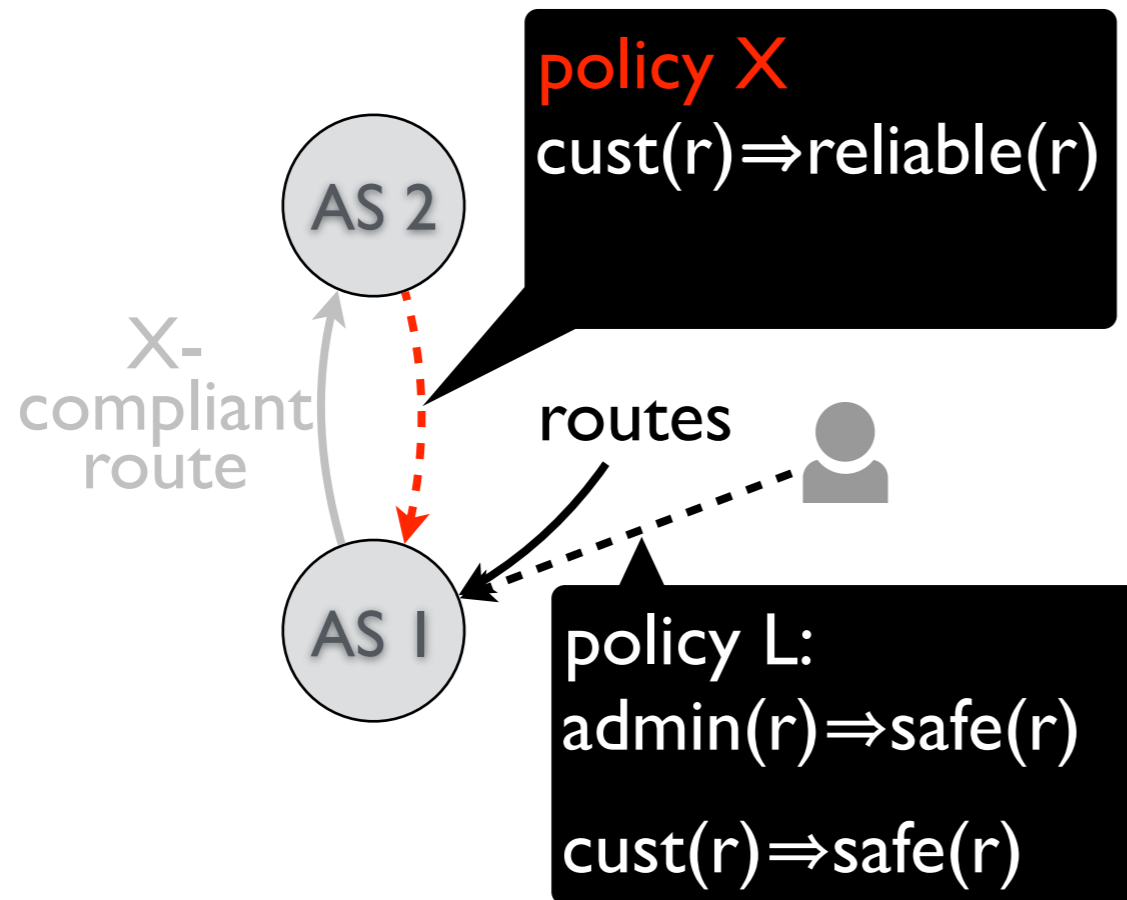 policy X
cust(r)⇒reliable(r)
AS 2
X-
compliant
route
routes
AS 1
policy L:
admin(r)⇒safe(r)
cust(r)⇒safe(r)